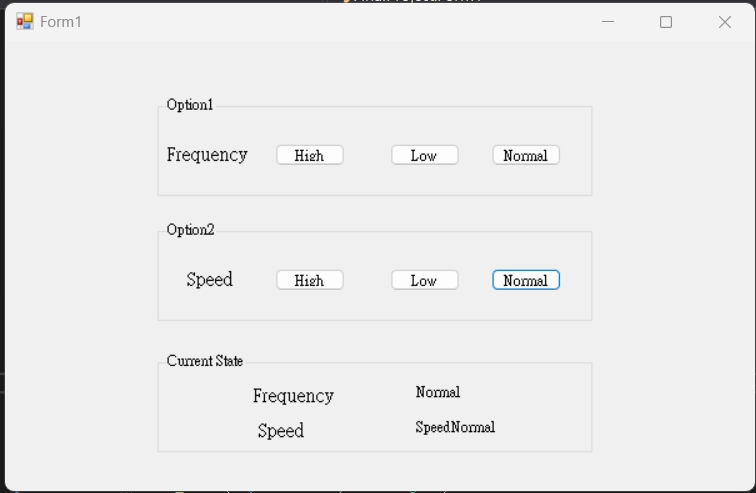 Form1
Option1
Frequency High Low Normal
Option2
Speed High Low Normal
Current State
Frequency Normal
Speed SpeedNormal